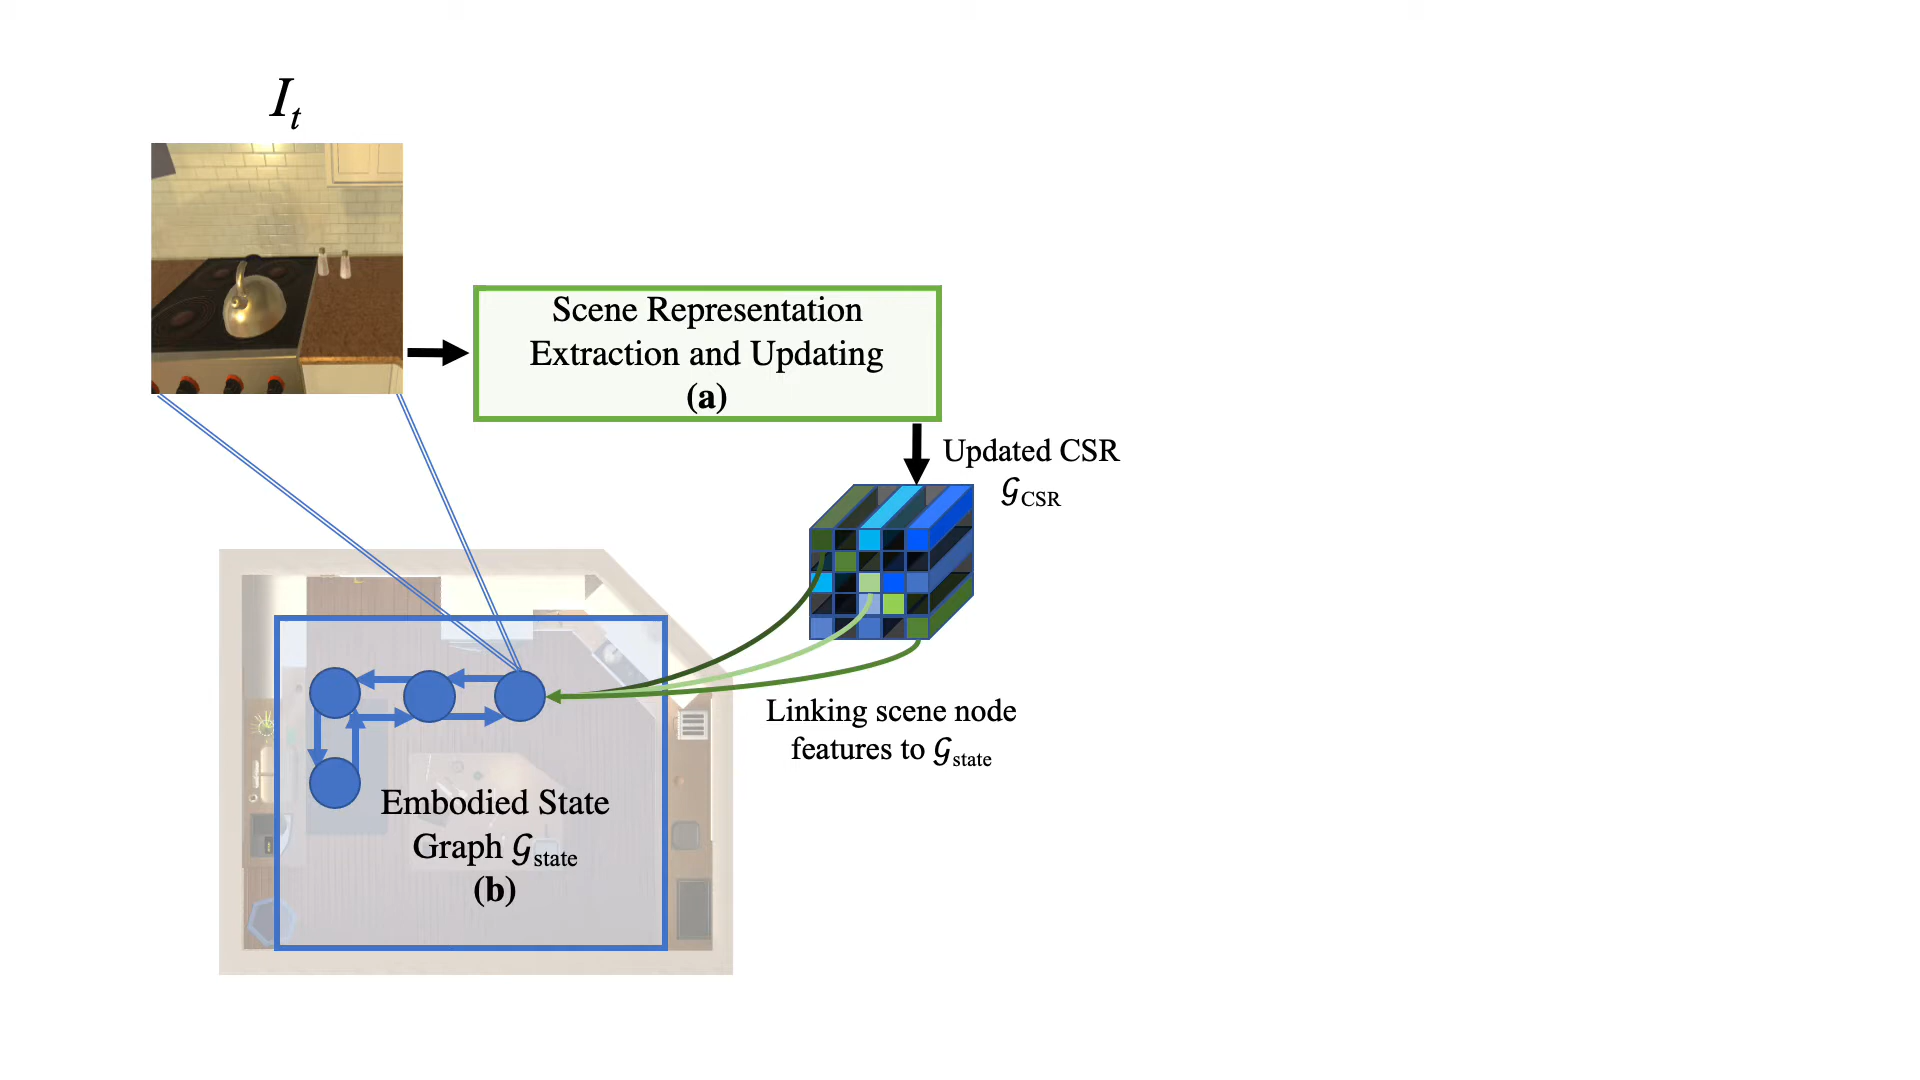 I_t
Scene Representation
Extraction and Updating
(a)
Updated CSR
𝒢_CSR
Linking scene node
features to 𝒢_state
Embodied State
Graph 𝒢_state
(b)